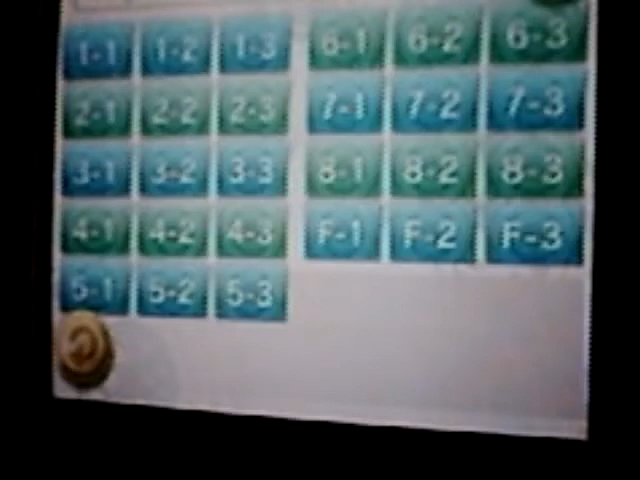 1-1 1-2 1-3 6-1 6-2 6-3
2-1 2-2 2-3 7-1 7-2 7-3
3-1 3-2 3-3 8-1 8-2 8-3
4-1 4-2 4-3 F-1 F-2 F-3
5-1 5-2 5-3